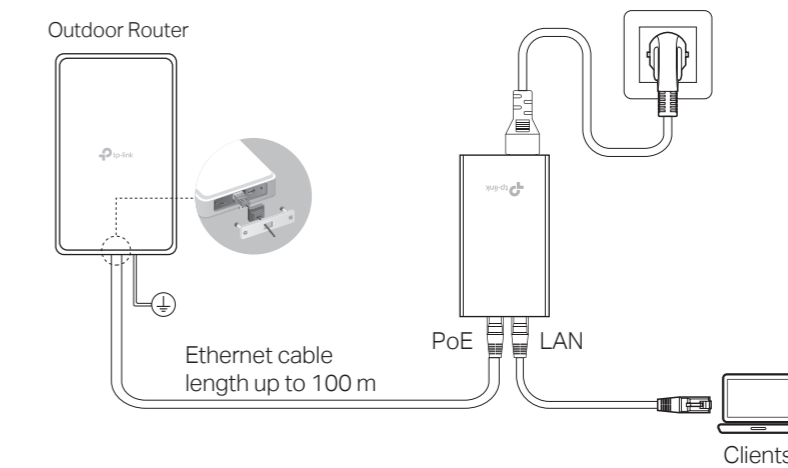 Outdoor Router
tp-link
tp-link
PoE
LAN
Ethernet cable
length up to 100 m
Clients